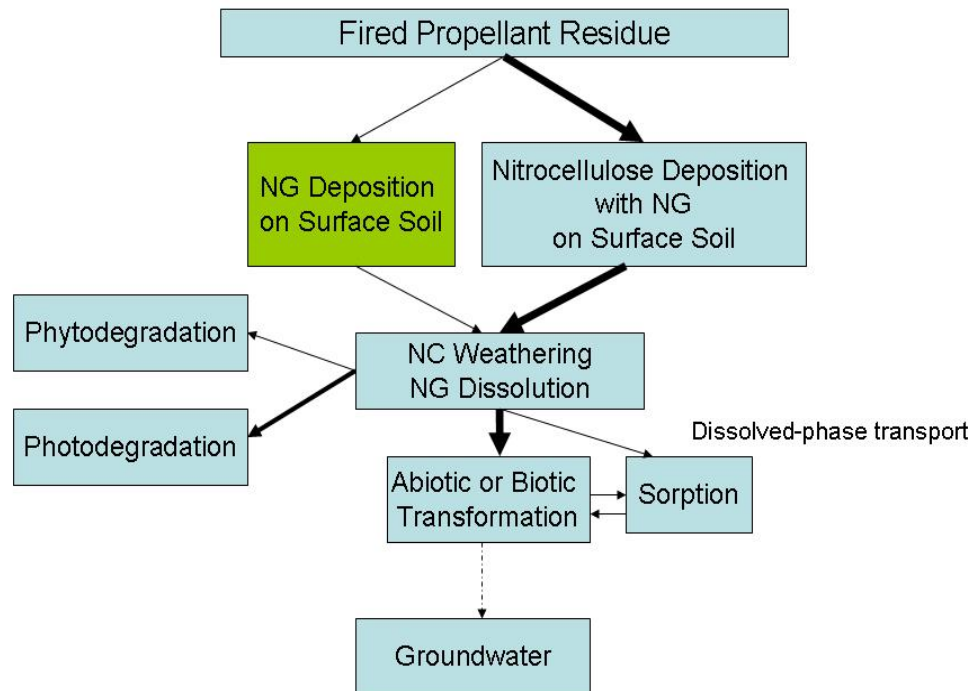 Fired Propellant Residue
NG Deposition
on Surface Soil
Nitrocellulose Deposition
with NG
on Surface Soil
Phytodegradation
NC Weathering
NG Dissolution
Photodegradation
Dissolved-phase transport
Abiotic or Biotic
Transformation
Sorption
Groundwater